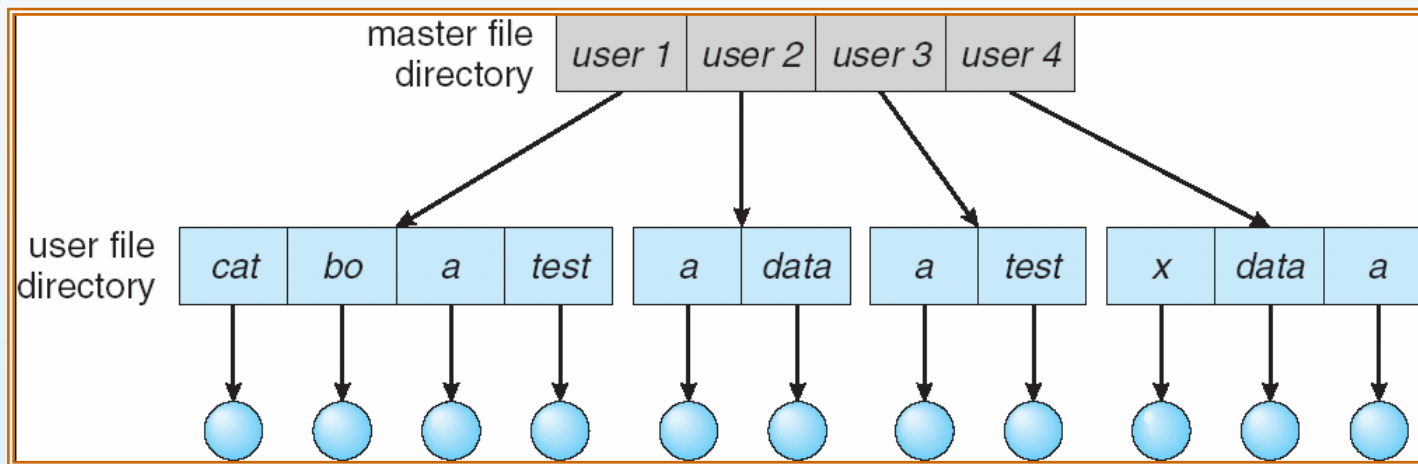 master file
directory
user 1 user 2 user 3 user 4
user file
directory
cat bo a test a data a test x data a